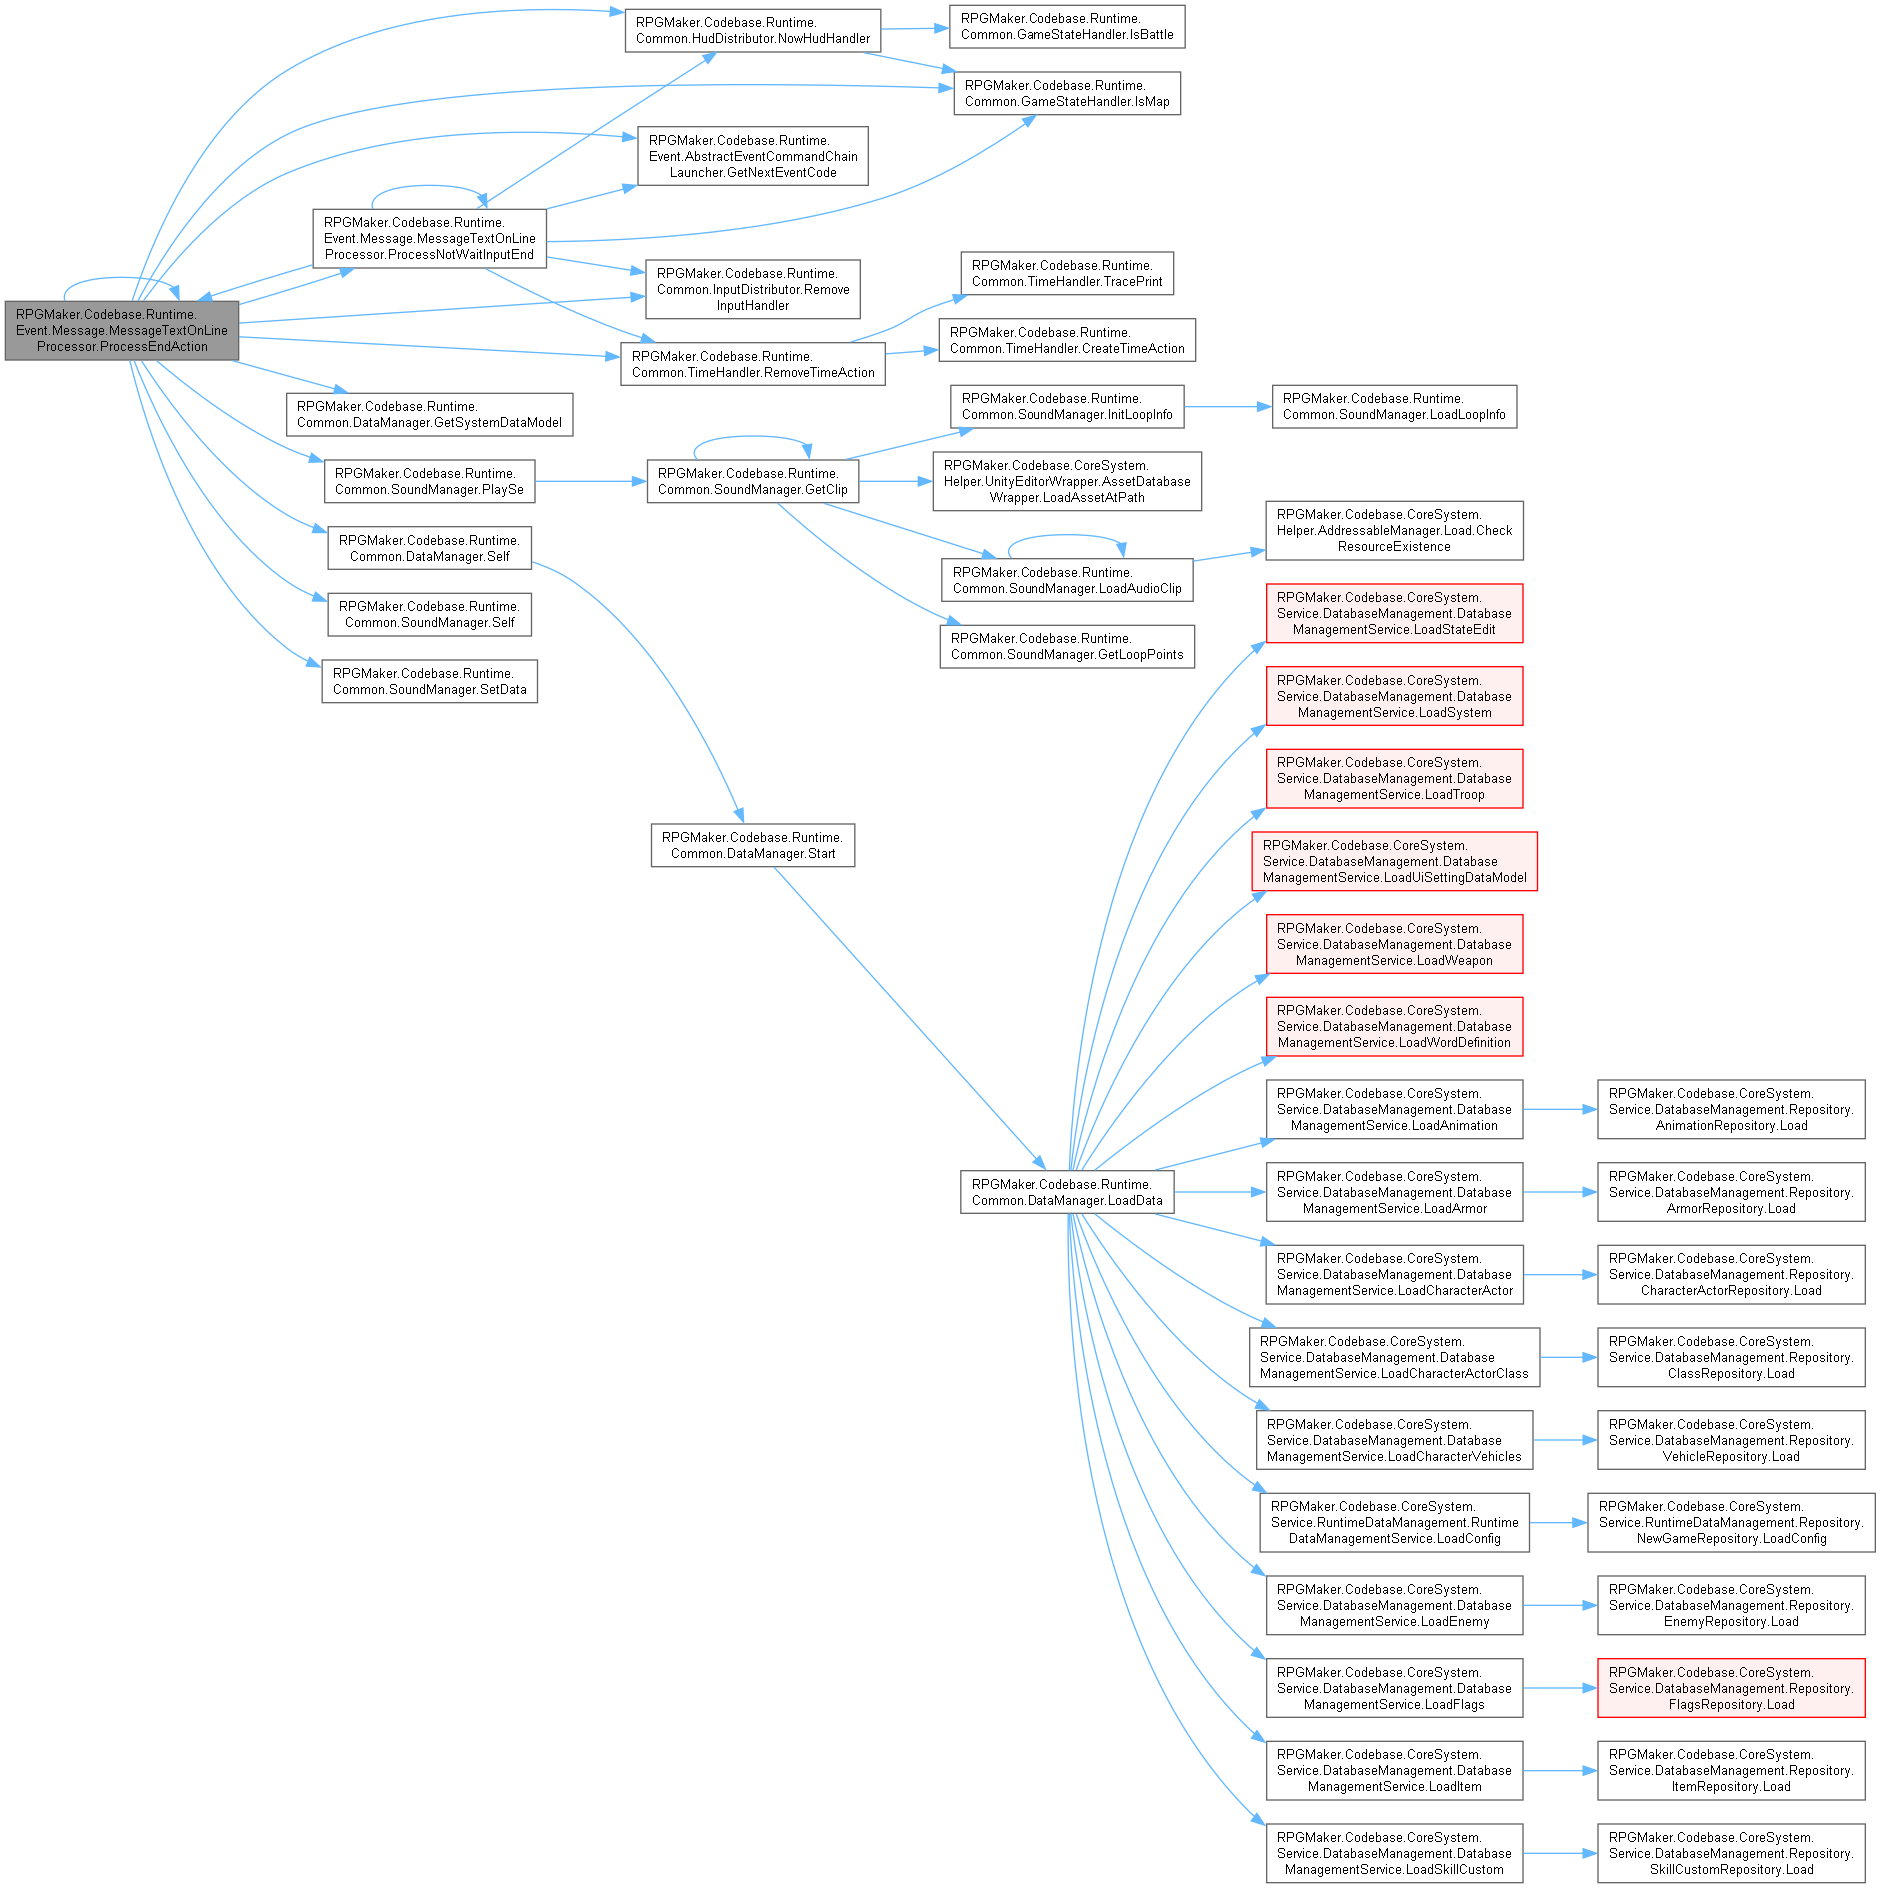 RPGMaker.Codebase.Runtime.
Event.Message.MessageTextOnLine
Processor.ProcessEndAction
RPGMaker.Codebase.Runtime.
Common.HudDistributor.NowHudHandler
RPGMaker.Codebase.Runtime.
Common.GameStateHandler.IsBattle
RPGMaker.Codebase.Runtime.
Common.GameStateHandler.IsMap
RPGMaker.Codebase.Runtime.
Event.AbstractEventCommandChain
Launcher.GetNextEventCode
RPGMaker.Codebase.Runtime.
Event.Message.MessageTextOnLine
Processor.ProcessNotWaitInputEnd
RPGMaker.Codebase.Runtime.
Common.InputDistributor.Remove
InputHandler
RPGMaker.Codebase.Runtime.
Common.TimeHandler.RemoveTimeAction
RPGMaker.Codebase.Runtime.
Common.TimeHandler.TracePrint
RPGMaker.Codebase.Runtime.
Common.TimeHandler.CreateTimeAction
RPGMaker.Codebase.Runtime.
Common.DataManager.GetSystemDataModel
RPGMaker.Codebase.Runtime.
Common.SoundManager.PlaySe
RPGMaker.Codebase.Runtime.
Common.SoundManager.GetClip
RPGMaker.Codebase.Runtime.
Common.SoundManager.InitLoopInfo
RPGMaker.Codebase.Runtime.
Common.SoundManager.LoadLoopInfo
RPGMaker.Codebase.CoreSystem.
Helper.UnityEditorWrapper.AssetDatabase
Wrapper.LoadAssetAtPath
RPGMaker.Codebase.Runtime.
Common.SoundManager.LoadAudioClip
RPGMaker.Codebase.CoreSystem.
Helper.AddressableManager.Load.Check
ResourceExistence
RPGMaker.Codebase.Runtime.
Common.SoundManager.GetLoopPoints
RPGMaker.Codebase.Runtime.
Common.DataManager.Self
RPGMaker.Codebase.Runtime.
Common.SoundManager.Self
RPGMaker.Codebase.Runtime.
Common.SoundManager.SetData
RPGMaker.Codebase.Runtime.
Common.DataManager.Start
RPGMaker.Codebase.Runtime.
Common.DataManager.LoadData
RPGMaker.Codebase.CoreSystem.
Service.DatabaseManagement.Database
ManagementService.LoadStateEdit
RPGMaker.Codebase.CoreSystem.
Service.DatabaseManagement.Database
ManagementService.LoadSystem
RPGMaker.Codebase.CoreSystem.
Service.DatabaseManagement.Database
ManagementService.LoadTroop
RPGMaker.Codebase.CoreSystem.
Service.DatabaseManagement.Database
ManagementService.LoadUiSettingDataModel
RPGMaker.Codebase.CoreSystem.
Service.DatabaseManagement.Database
ManagementService.LoadWeapon
RPGMaker.Codebase.CoreSystem.
Service.DatabaseManagement.Database
ManagementService.LoadWordDefinition
RPGMaker.Codebase.CoreSystem.
Service.DatabaseManagement.Database
ManagementService.LoadAnimation
RPGMaker.Codebase.CoreSystem.
Service.DatabaseManagement.Repository.
AnimationRepository.Load
RPGMaker.Codebase.CoreSystem.
Service.DatabaseManagement.Database
ManagementService.LoadArmor
RPGMaker.Codebase.CoreSystem.
Service.DatabaseManagement.Repository.
ArmorRepository.Load
RPGMaker.Codebase.CoreSystem.
Service.DatabaseManagement.Database
ManagementService.LoadCharacterActor
RPGMaker.Codebase.CoreSystem.
Service.DatabaseManagement.Repository.
CharacterActorRepository.Load
RPGMaker.Codebase.CoreSystem.
Service.DatabaseManagement.Database
ManagementService.LoadCharacterActorClass
RPGMaker.Codebase.CoreSystem.
Service.DatabaseManagement.Repository.
ClassRepository.Load
RPGMaker.Codebase.CoreSystem.
Service.DatabaseManagement.Database
ManagementService.LoadCharacterVehicles
RPGMaker.Codebase.CoreSystem.
Service.DatabaseManagement.Repository.
VehicleRepository.Load
RPGMaker.Codebase.CoreSystem.
Service.RuntimeDataManagement.Runtime
DataManagementService.LoadConfig
RPGMaker.Codebase.CoreSystem.
Service.RuntimeDataManagement.Repository.
NewGameRepository.LoadConfig
RPGMaker.Codebase.CoreSystem.
Service.DatabaseManagement.Database
ManagementService.LoadEnemy
RPGMaker.Codebase.CoreSystem.
Service.DatabaseManagement.Repository.
EnemyRepository.Load
RPGMaker.Codebase.CoreSystem.
Service.DatabaseManagement.Database
ManagementService.LoadFlags
RPGMaker.Codebase.CoreSystem.
Service.DatabaseManagement.Repository.
FlagsRepository.Load
RPGMaker.Codebase.CoreSystem.
Service.DatabaseManagement.Database
ManagementService.LoadItem
RPGMaker.Codebase.CoreSystem.
Service.DatabaseManagement.Repository.
ItemRepository.Load
RPGMaker.Codebase.CoreSystem.
Service.DatabaseManagement.Database
ManagementService.LoadSkillCustom
RPGMaker.Codebase.CoreSystem.
Service.DatabaseManagement.Repository.
SkillCustomRepository.Load